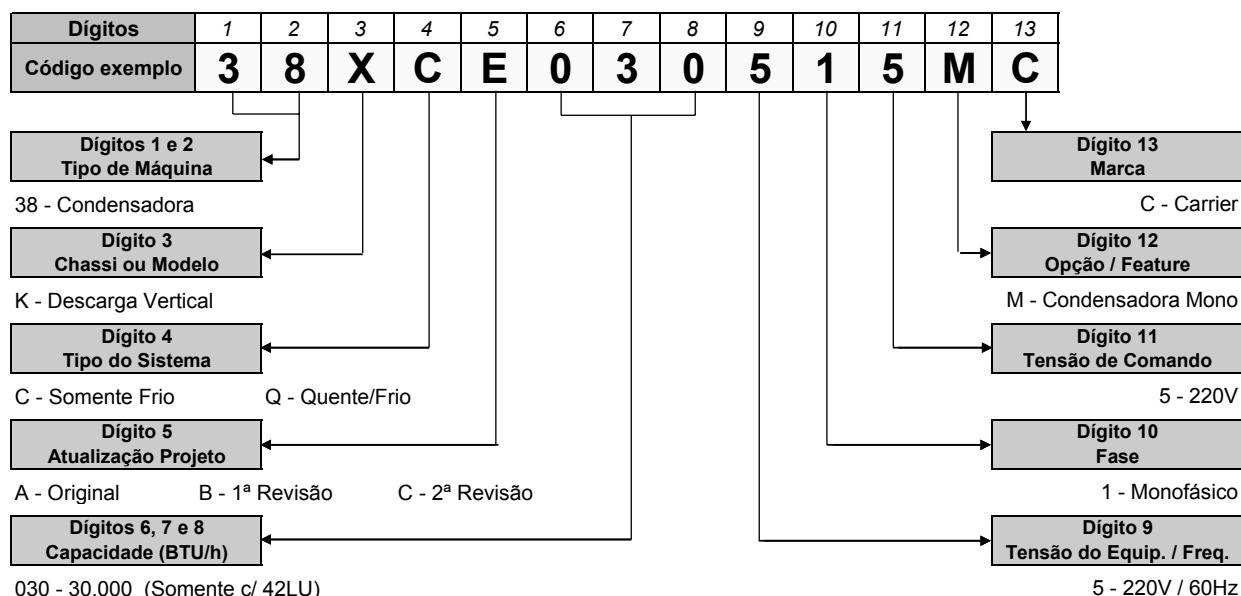 Dígitos 1 2 3 4 5 6 7 8 9 10 11 12 13
Código exemplo 3 8 X C E 0 3 0 5 1 5 M C
Dígitos 1 e 2
Tipo de Máquina
38 - Condensadora
Dígito 3
Chassi ou Modelo
K - Descarga Vertical
Dígito 4
Tipo do Sistema
C - Somente Frio Q - Quente/Frio
Dígito 5
Atualização Projeto
A - Original B - 1ª Revisão C - 2ª Revisão
Dígitos 6, 7 e 8
Capacidade (BTU/h)
030 - 30.000 (Somente c/ 42LU)
Dígito 13
Marca
C - Carrier
Dígito 12
Opção / Feature
M - Condensadora Mono
Dígito 11
Tensão de Comando
5 - 220V
Dígito 10
Fase
1 - Monofásico
Dígito 9
Tensão do Equip. / Freq.
5 - 220V / 60Hz